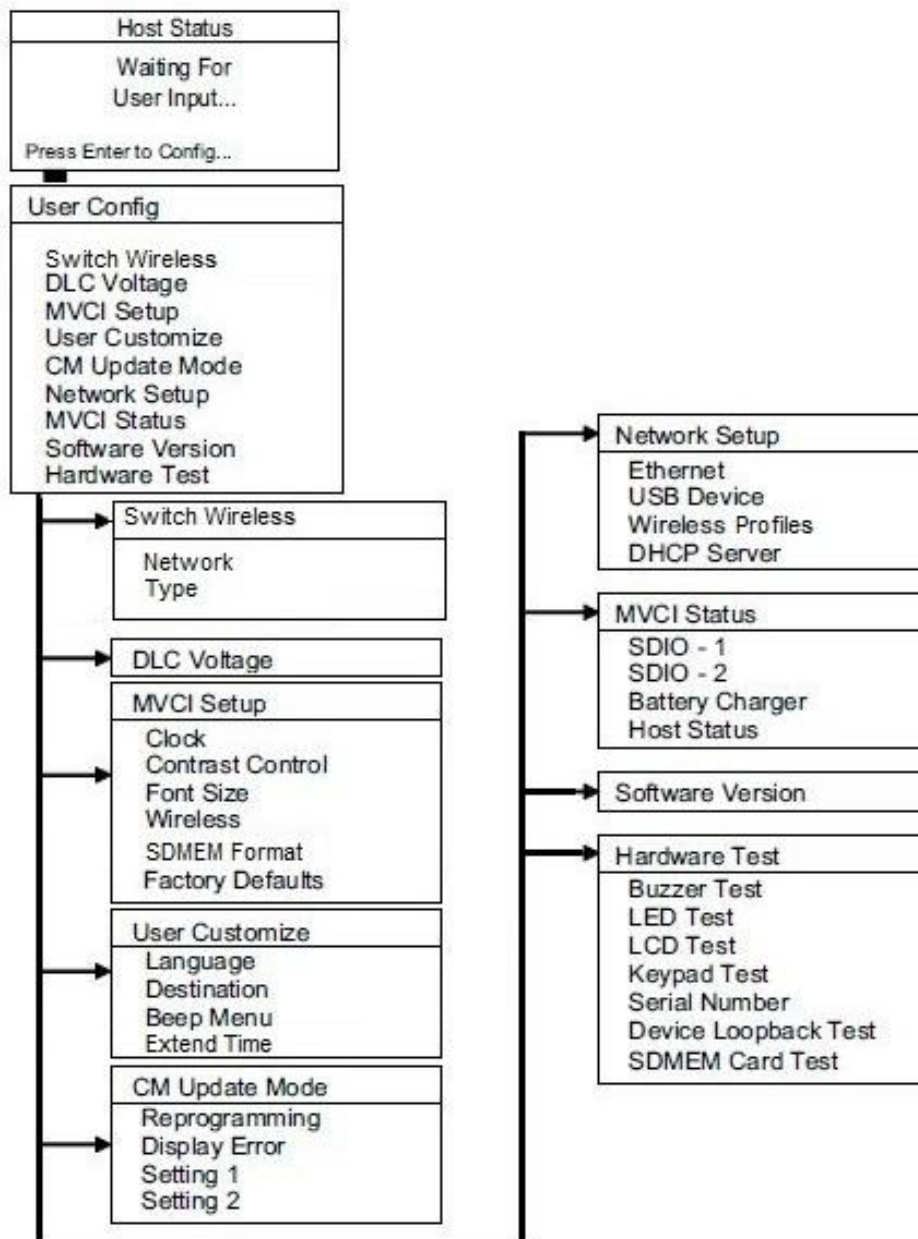 Host Status
Waiting For
User Input...
Press Enter to Config...
User Config
Switch Wireless
DLC Voltage
MVCI Setup
User Customize
CM Update Mode
Network Setup
MVCI Status
Software Version
Hardware Test
Switch Wireless
Network
Type
DLC Voltage
MVCI Setup
Clock
Contrast Control
Font Size
Wireless
SDMEM Format
Factory Defaults
User Customize
Language
Destination
Beep Menu
Extend Time
CM Update Mode
Reprogramming
Display Error
Setting 1
Setting 2
Network Setup
Ethernet
USB Device
Wireless Profiles
DHCP Server
MVCI Status
SDIO - 1
SDIO - 2
Battery Charger
Host Status
Software Version
Hardware Test
Buzzer Test
LED Test
LCD Test
Keypad Test
Serial Number
Device Loopback Test
SDMEM Card Test